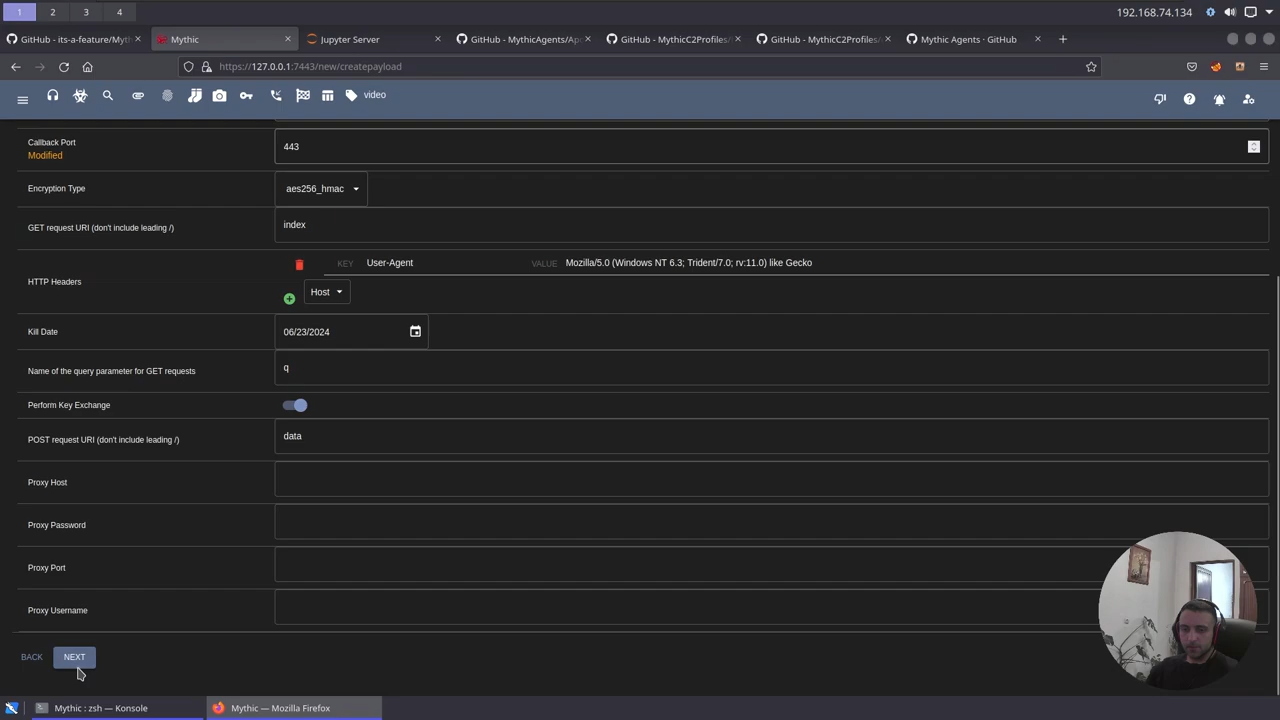 1 2 3 4 192.168.74.134
GitHub - its-a-feature/Myth Mythic Jupyter Server GitHub - MythicAgents/Apo GitHub - MythicC2Profiles/ GitHub - MythicC2Profiles/ Mythic Agents · GitHub
https://127.0.0.1:7443/new/createpayload
video
Callback Port
Modified
443
Encryption Type aes256_hmac
GET request URI (don't include leading /) index
HTTP Headers
KEY User-Agent VALUE Mozilla/5.0 (Windows NT 6.3; Trident/7.0; rv:11.0) like Gecko
Host
Kill Date 06/23/2024
Name of the query parameter for GET requests q
Perform Key Exchange
POST request URI (don't include leading /) data
Proxy Host
Proxy Password
Proxy Port
Proxy Username
BACK NEXT
Mythic : zsh — Konsole Mythic — Mozilla Firefox